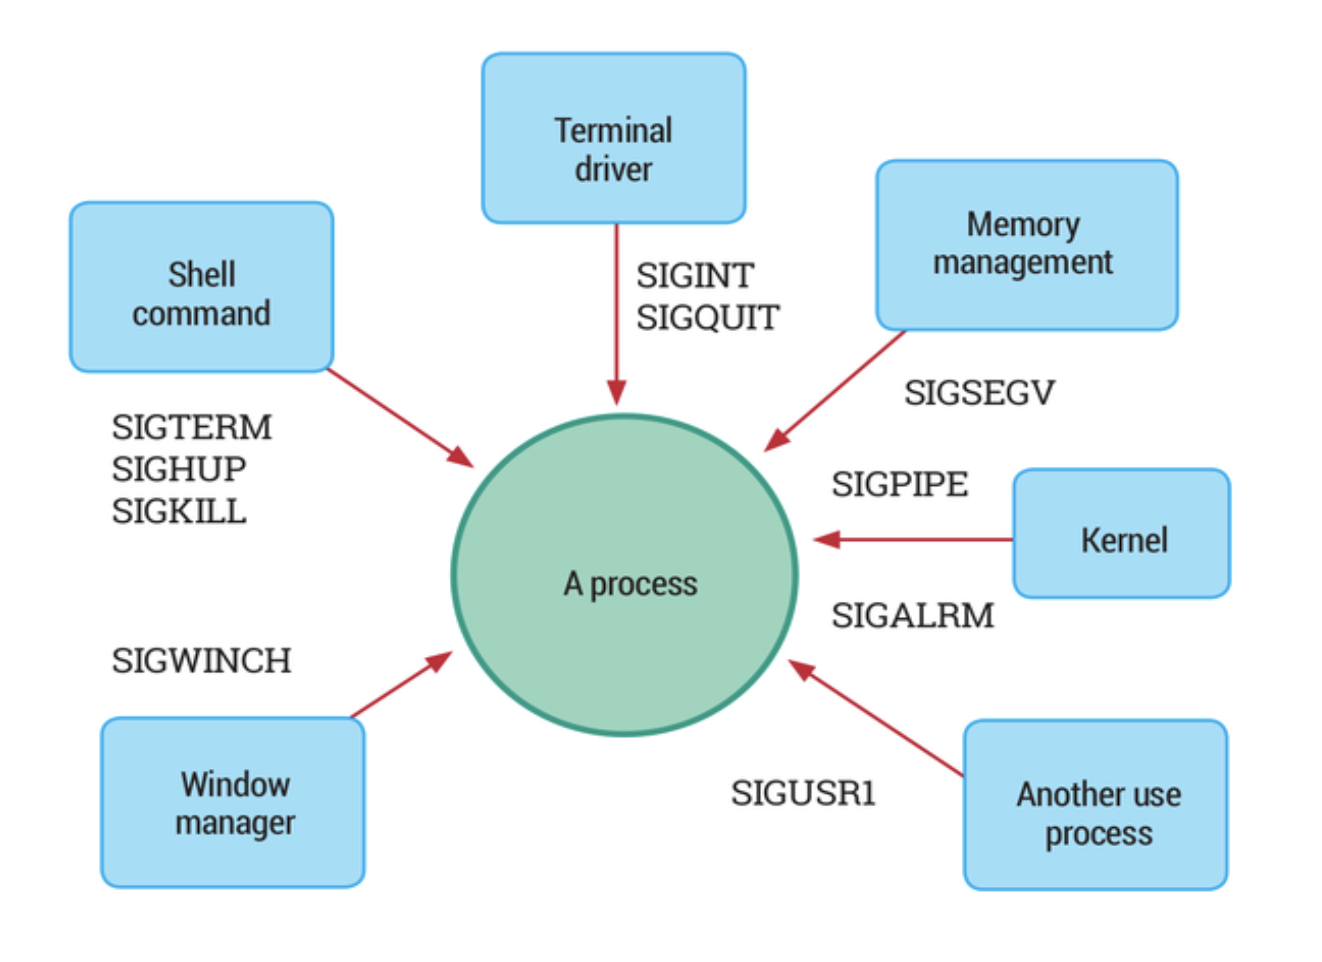 Terminal
driver
Memory
management
Shell
command
SIGINT
SIGQUIT
SIGSEGV
SIGTERM
SIGHUP
SIGKILL
SIGPIPE
Kernel
A process
SIGALRM
SIGWINCH
Window
manager
SIGUSR1
Another use
process